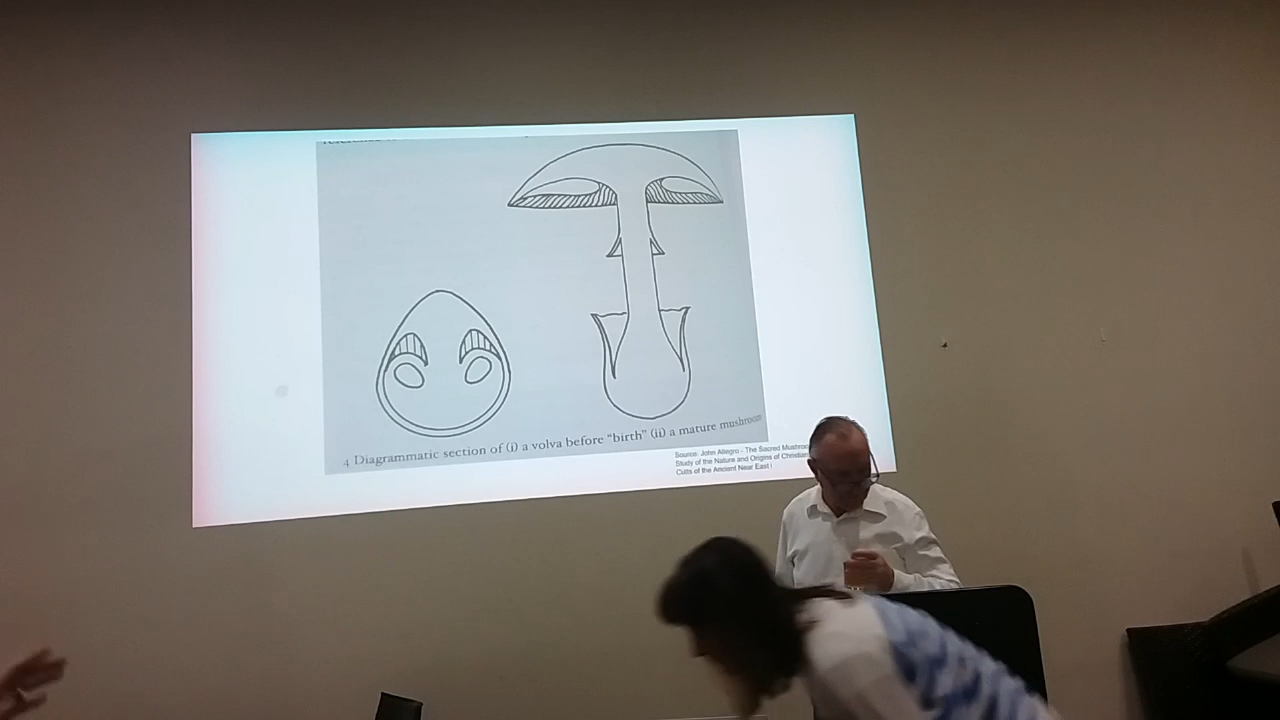 4 Diagrammatic section of (i) a volva before "birth" (ii) a mature mushroom
Source: John Allegro - The Sacred Mushroo
Study of the Nature and Origins of Christian
Cults of the Ancient Near East